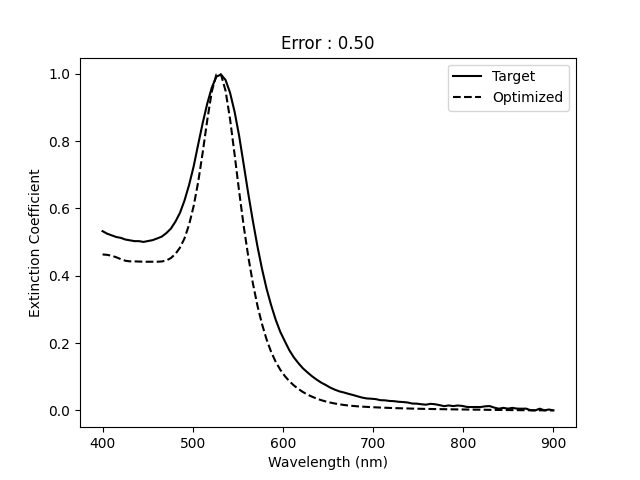 Error : 0.50
Target
Optimized
Extinction Coefficient
1.0
0.8
0.6
0.4
0.2
0.0
400 500 600 700 800 900
Wavelength (nm)